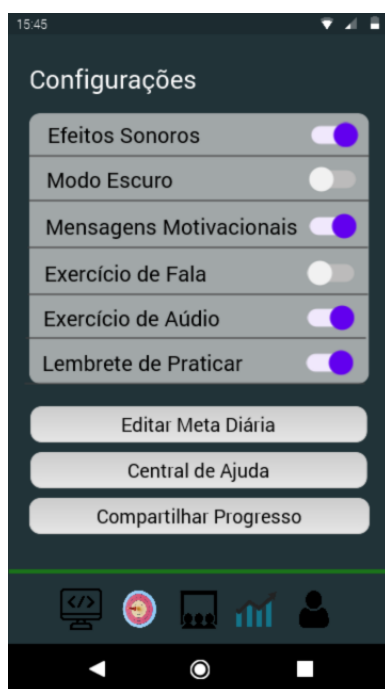 15:45
Configurações
Efeitos Sonoros
Modo Escuro
Mensagens Motivacionais
Exercício de Fala
Exercício de Aúdio
Lembrete de Praticar
Editar Meta Diária
Central de Ajuda
Compartilhar Progresso
</>